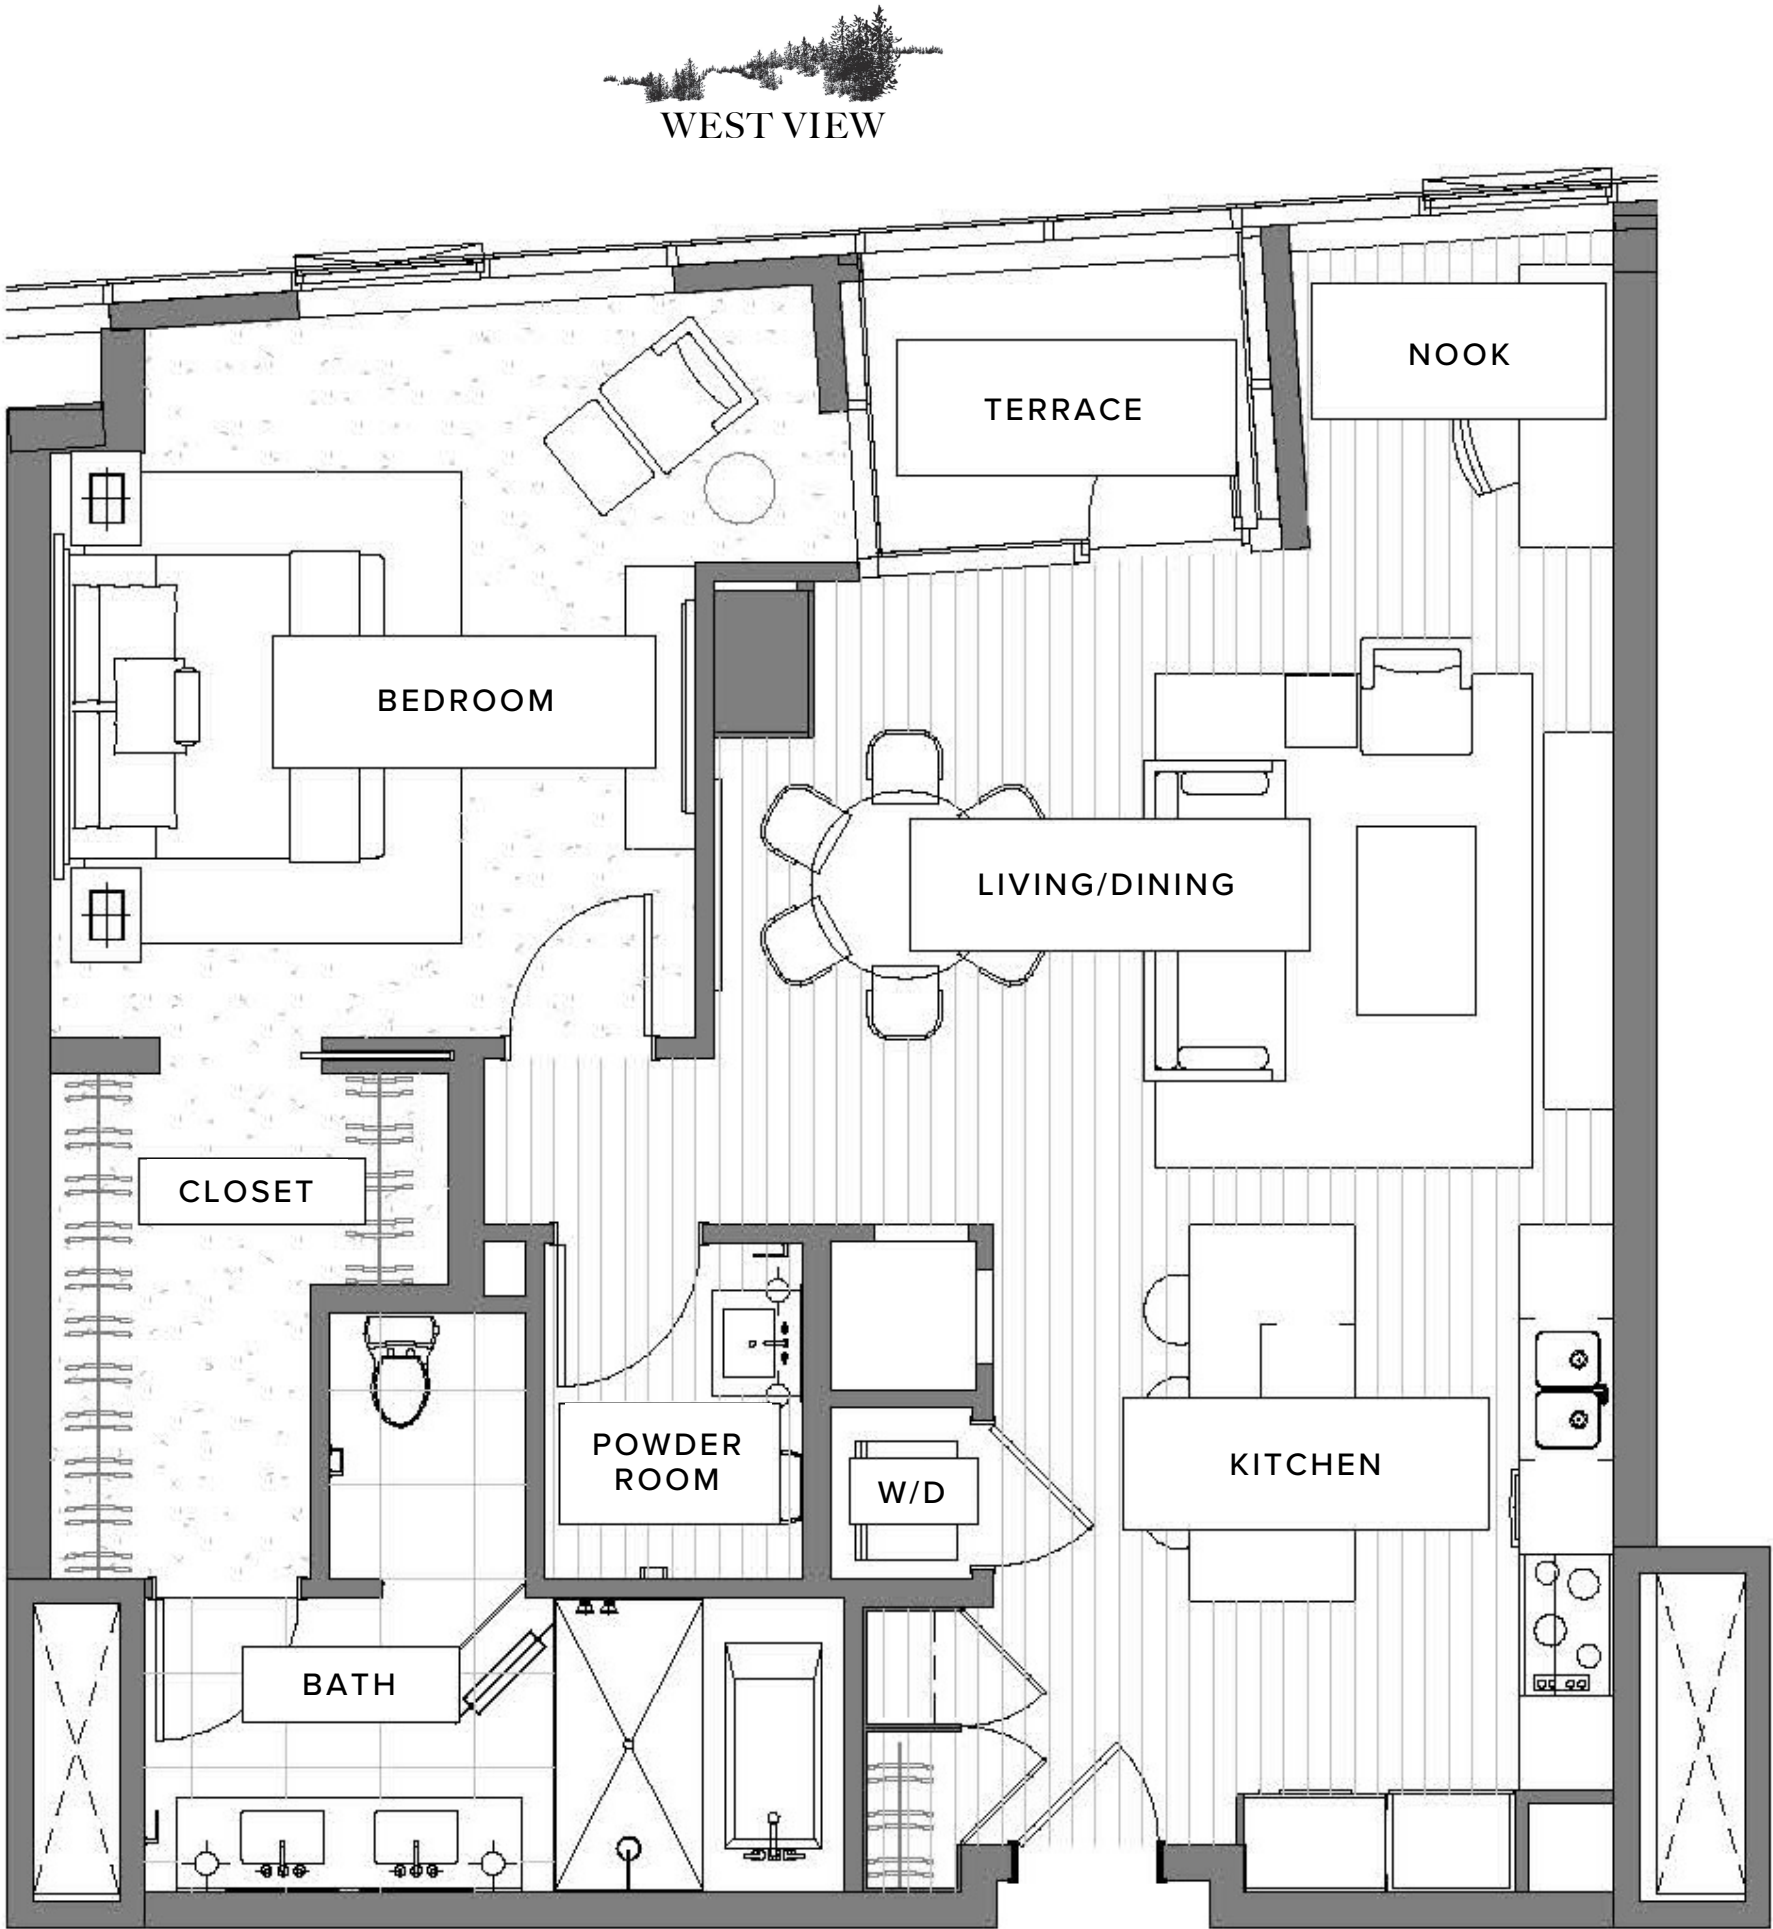 WEST VIEW
NOOK
TERRACE
BEDROOM
LIVING/DINING
CLOSET
POWDER
ROOM
W/D
KITCHEN
BATH